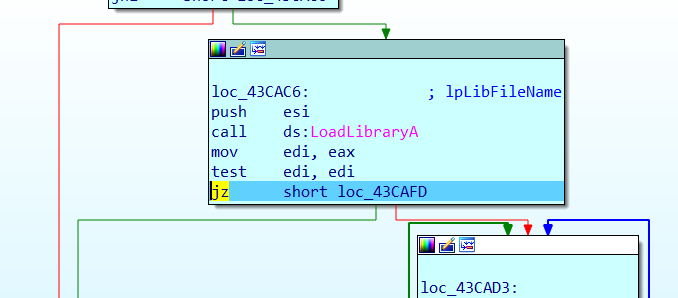 loc_43CAC6: ; lpLibFileName
push esi
call ds:LoadLibraryA
mov edi, eax
test edi, edi
jz short loc_43CAFD
loc_43CAD3: